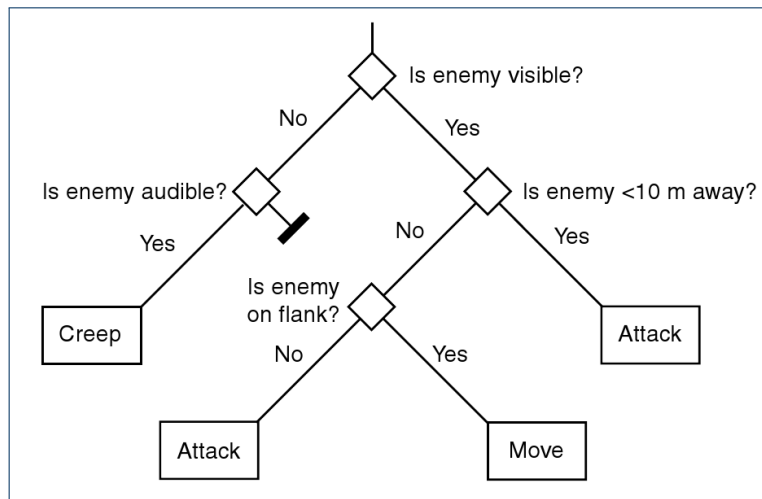 Is enemy visible?
No
Yes
Is enemy audible?
Is enemy <10 m away?
Yes
No
Yes
Is enemy
on flank?
Creep
Attack
No
Yes
Attack
Move